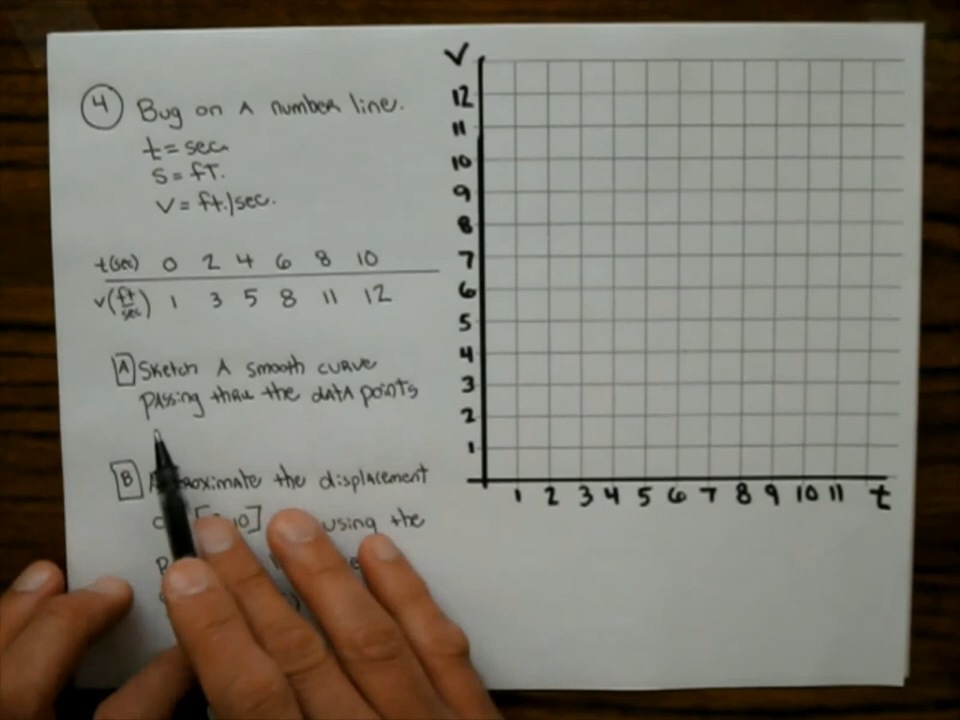 4 Bug on A number line.
t = sec.
s = ft.
v = ft./sec.
t(sec) 0 2 4 6 8 10
v(ft/sec) 1 3 5 8 11 12
A Sketch A smooth curve
passing thru the data points
B the displacement
10] using the
V
12
11
10
9
8
7
6
5
4
3
2
1
1 2 3 4 5 6 7 8 9 10 11 t